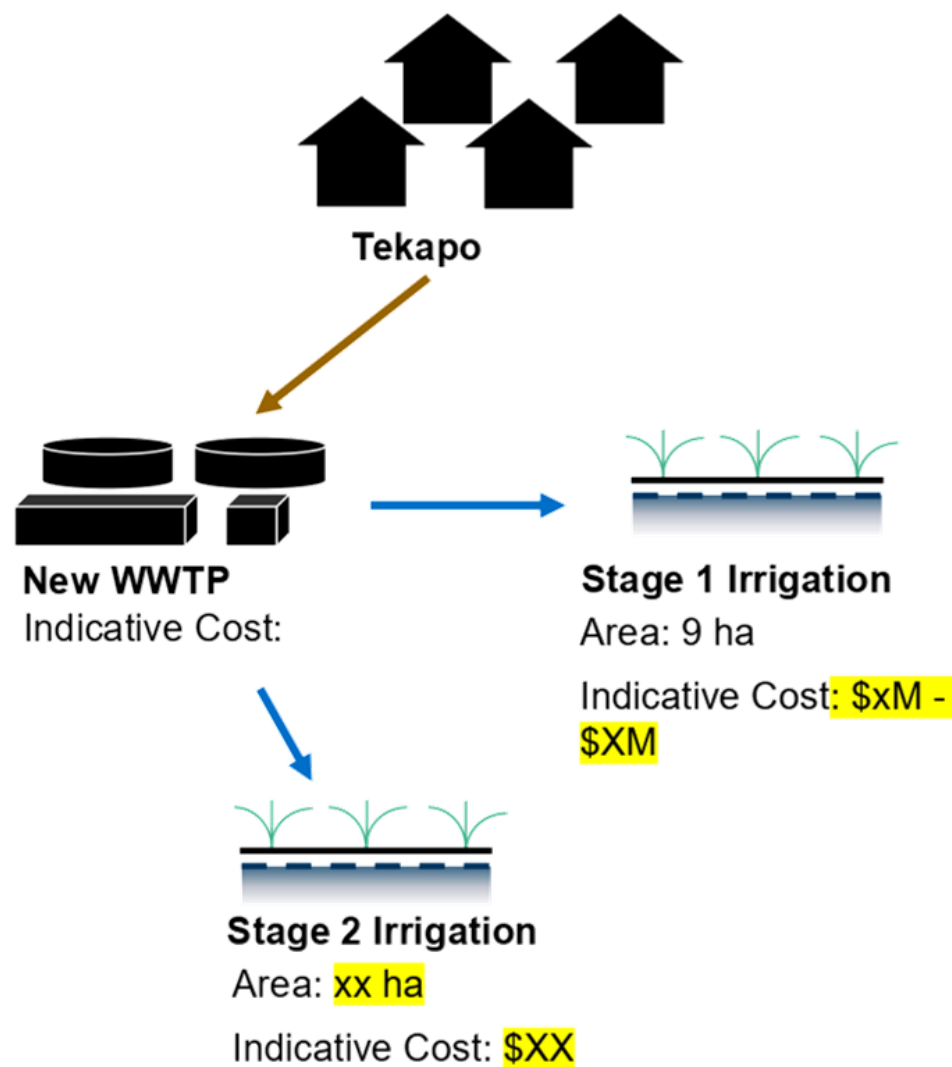 Tekapo
New WWTP
Indicative Cost:
Stage 1 Irrigation
Area: 9 ha
Indicative Cost: $xM -
$XM
Stage 2 Irrigation
Area: xx ha
Indicative Cost: $XX